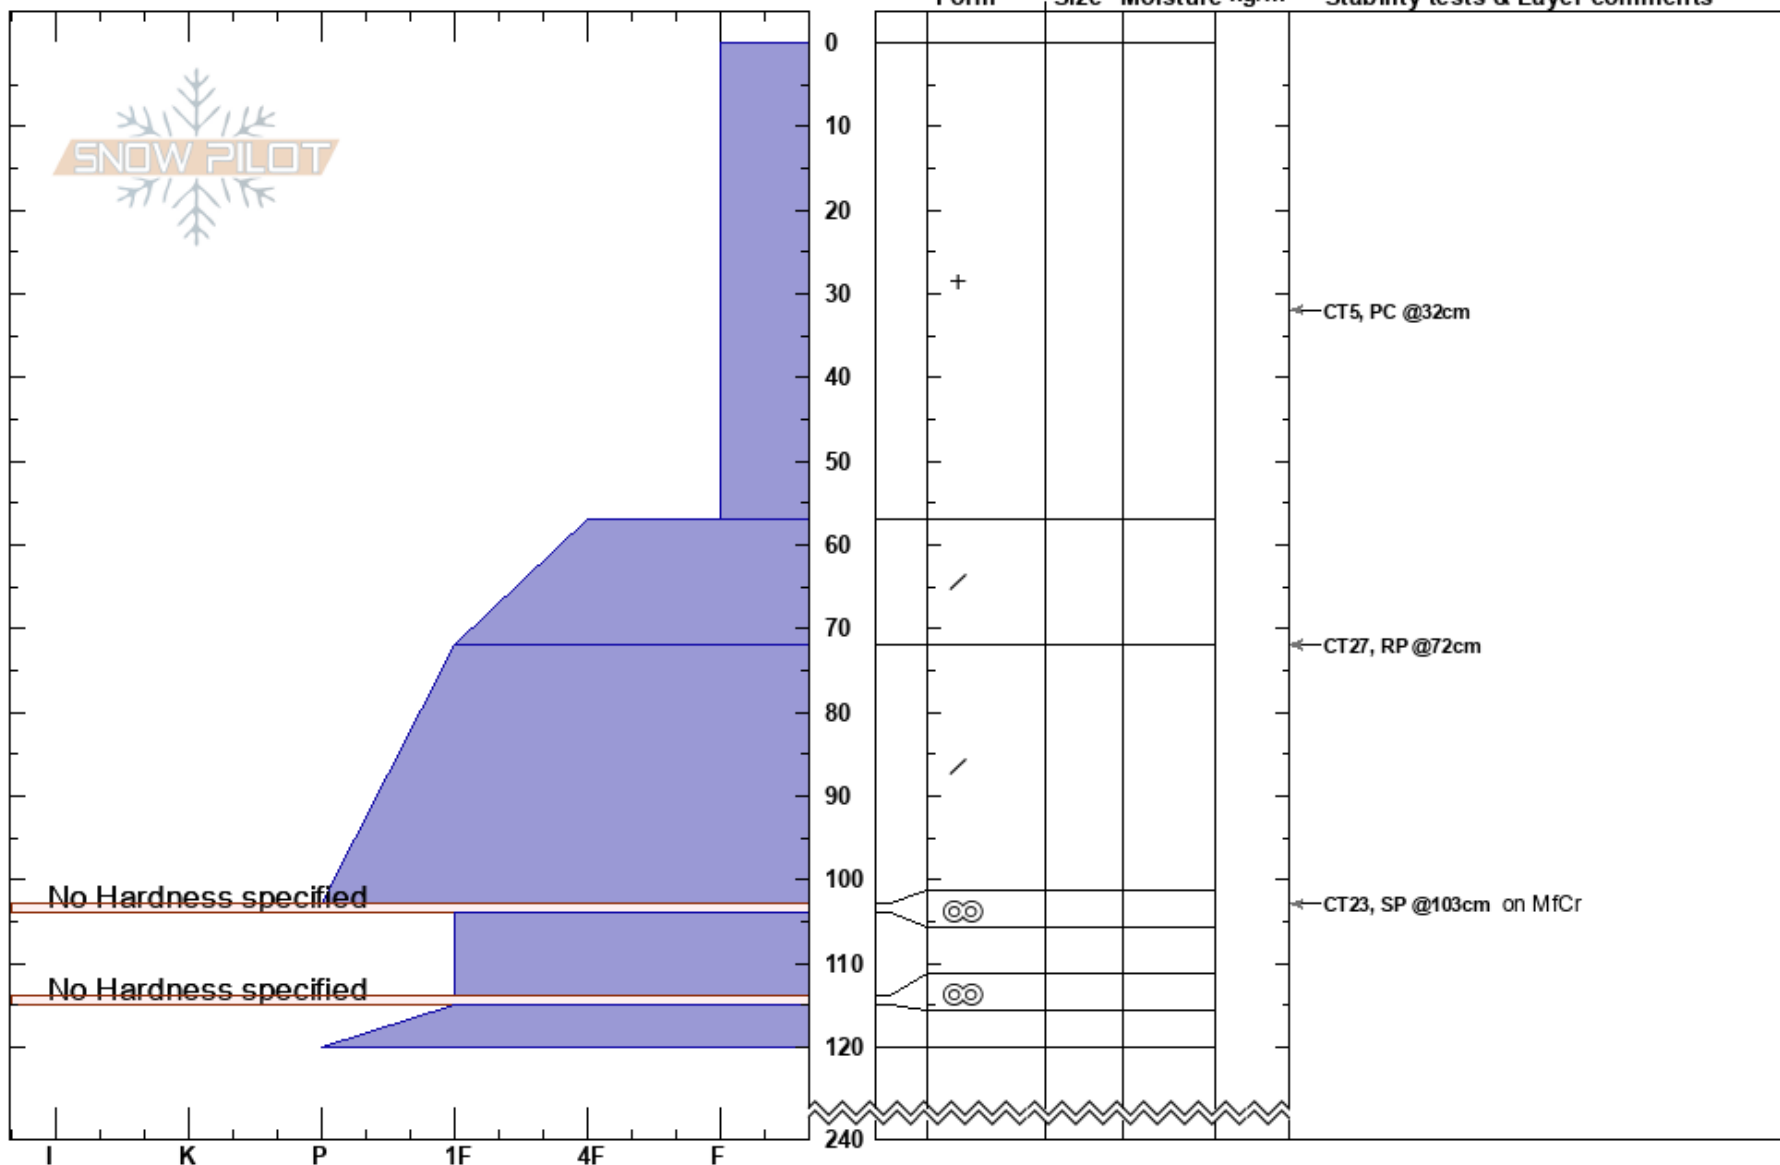 Form Size Moisture kg/m Stability tests & Layer comments
0
SNOW PILOT
10
20
30
CT5, PC @32cm
40
50
60
70
CT27, RP @72cm
80
90
100
No Hardness specified
CT23, SP @103cm on MfCr
110
No Hardness specified
120
240
I K P 1F 4F F